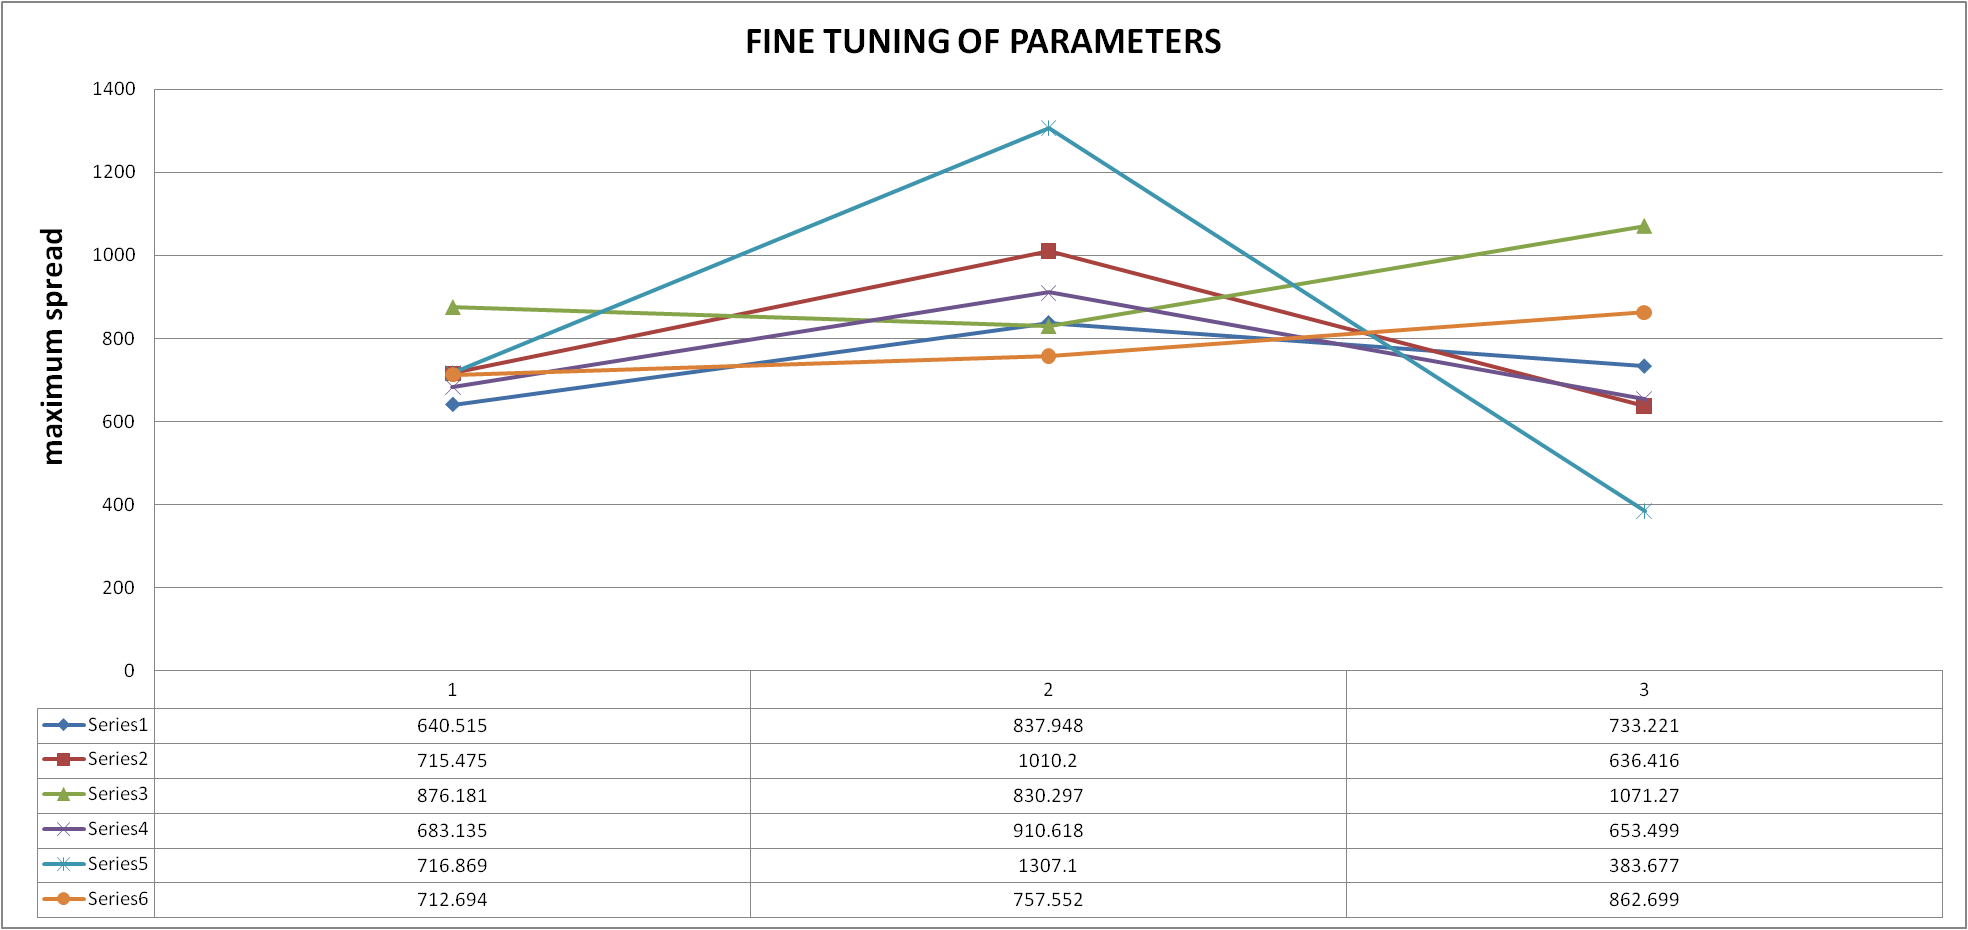 FINE TUNING OF PARAMETERS
maximum spread
1400
1200
1000
800
600
400
200
0
1 2 3
Series1 640.515 837.948 733.221
Series2 715.475 1010.2 636.416
Series3 876.181 830.297 1071.27
Series4 683.135 910.618 653.499
Series5 716.869 1307.1 383.677
Series6 712.694 757.552 862.699